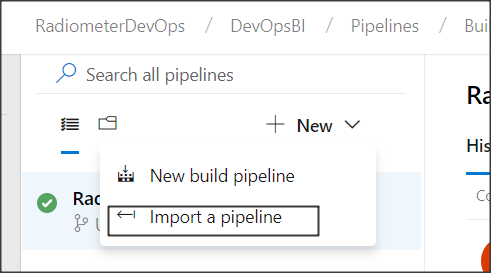 RadiometerDevOps / DevOpsBI / Pipelines /
Search all pipelines
+ New
New build pipeline
Import a pipeline